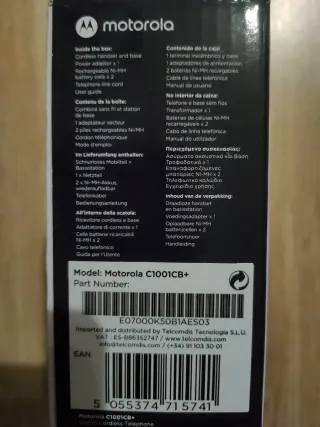 motorola
Inside the box:
Cordless handset and base
Power adaptor x 1
Rechargeable Ni-MH
battery cells x 2
Telephone line cord
User guide
Contenu de la boîte:
Combiné sans fil et station
de base
1 adaptateur secteur
2 piles rechargeables Ni-MH
Cordon téléphonique
Mode d'emploi
Im Lieferumfang enthalten:
Schnurloses Mobilteil +
Basisstation
1 x Netzteil
2 x Ni-MH-Akkus,
wiederaufladbar
Telefonkabel
Bedienungsanleitung
All'interno della scatola:
Ricevitore cordless e base
Adattatore di corrente x 1
Celle batterie ricaricabili
Ni-MH x 2
Cavo telefonico
Guida per l'Utente
Contenido de la caja:
1 terminal inalámbrico y base
1 adaptadores de alimentación
2 baterías Ni-MH recargables
Cable de línea telefónica
Manual de usuario
No interior da caixa:
Telefone e base sem fios
Transformador x 1
Baterias de células Ni-MH
recarregáveis x 2
Cabo de linha telefónica
Manual do utilizador
Περιεχόμενα συσκευασίας:
Ασύρματο ακουστικό και βάση
Τροφοδοτικό x 1
Επαναφορτιζόμενες
μπαταρίες Ni-MH x 2
Τηλεφωνικό καλώδιο
Εγχειρίδιο χρήσης
Inhoud van de verpakking:
Draadloze handset
en basisstation
Voedingsadapter x 1
Oplaadbare Ni-MH
batterijen x 2
Telefoonsnoer
Handleiding
Model: Motorola C1001CB+
Part Number:
E07000K50B1AES03
Imported and distributed by Telcomdis Tecnología S.L.U.
VAT: ES-B86362747 / www.telcomdis.com
info@telcomdis.com / (+34) 91 103 30 01
EAN:
5 055374 715741
Motorola C1001CB+
Digital Cordless Telephone